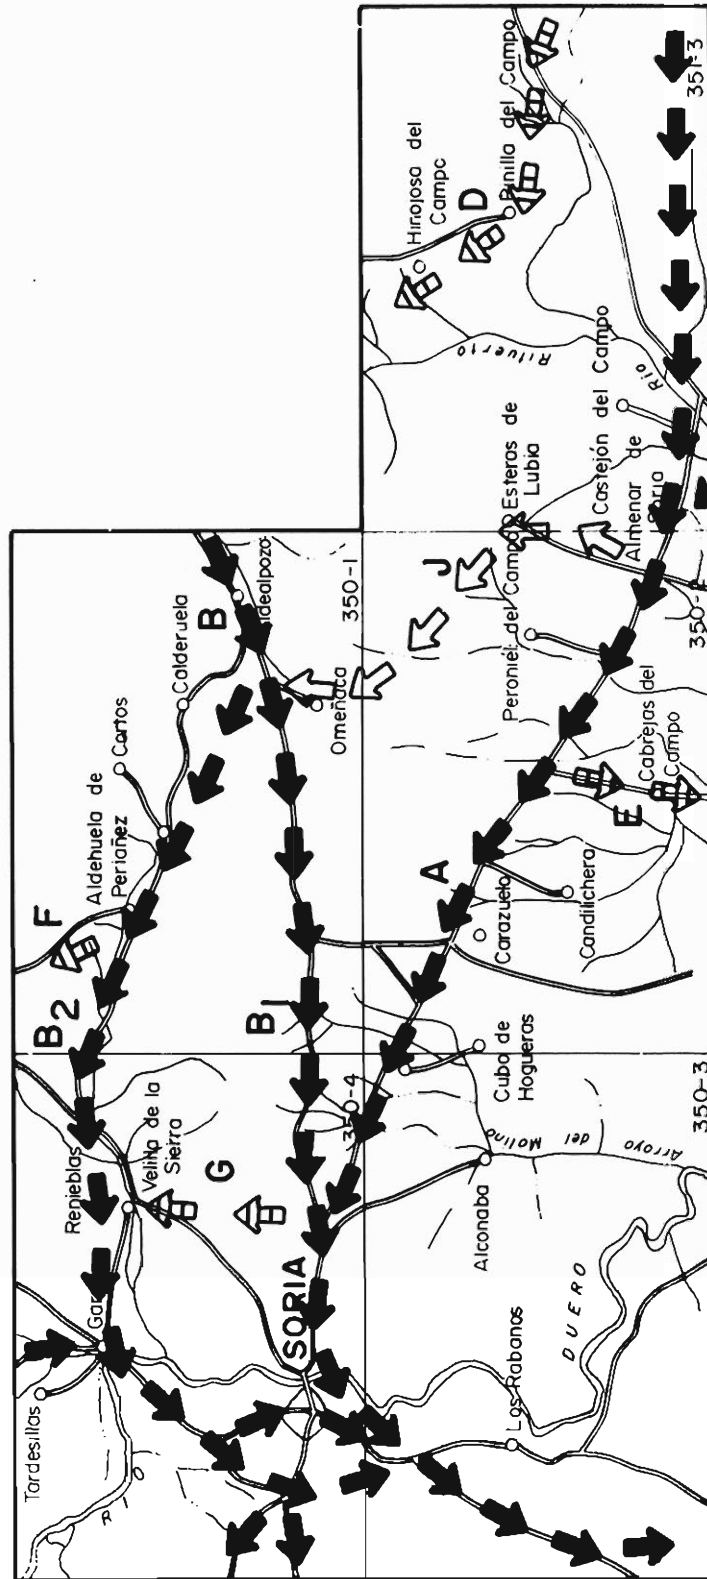 Tardesillas
RIO
Renieblas
Velilla de la
Sierra
G
SORIA
B2
F
Aldehuela de
Periañez
Cortos
Calderuela
B
B1
Omeñaca
350-1
350-4
Los Rabanos
DUERO
Alconaba
Arroyo del Molino
350-3
Cuba de
Hogueras
A
Carazuelo
Candilichera
E
Cabrejas del
Campo
Peroniel del Campo
J
Esteras de
Lubia
Castejón del Campo
Almenar de
Rio Rituerto
Hinojosa del
Campo
D
Pinilla del Campo
351-3